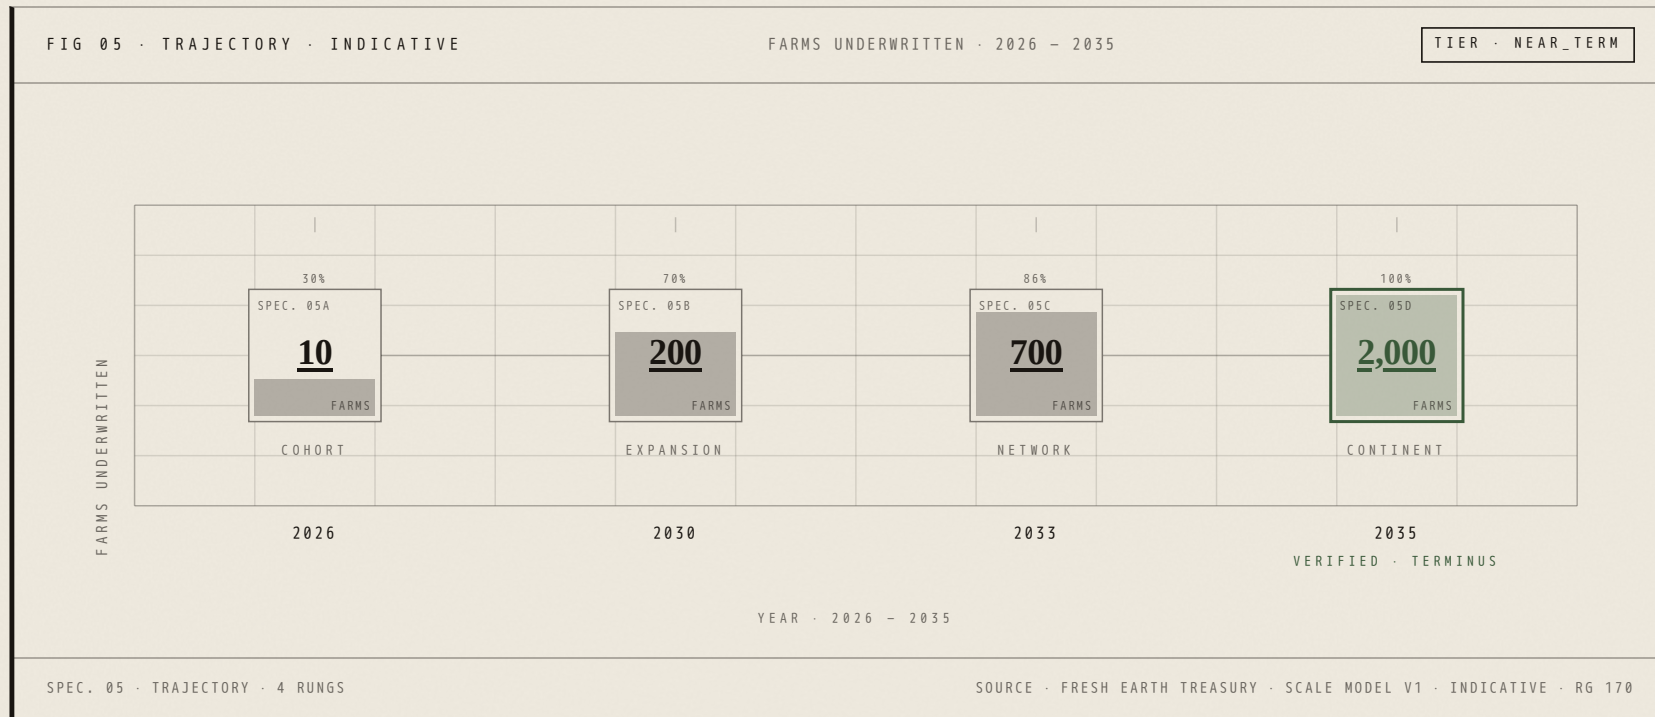 FIG 05 · TRAJECTORY · INDICATIVE
FARMS UNDERWRITTEN · 2026 — 2035
TIER · NEAR_TERM
FARMS UNDERWRITTEN
30%
SPEC. 05A
10
FARMS
COHORT
2026
70%
SPEC. 05B
200
FARMS
EXPANSION
2030
86%
SPEC. 05C
700
FARMS
NETWORK
2033
100%
SPEC. 05D
2,000
FARMS
CONTINENT
2035
VERIFIED · TERMINUS
YEAR · 2026 — 2035
SPEC. 05 · TRAJECTORY · 4 RUNGS
SOURCE · FRESH EARTH TREASURY · SCALE MODEL V1 · INDICATIVE · RG 170